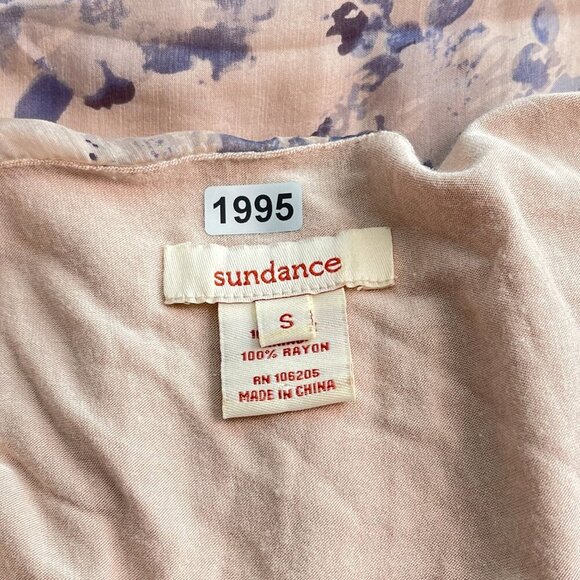 1995
sundance
S
100% RAYON
RN 106205
MADE IN CHINA